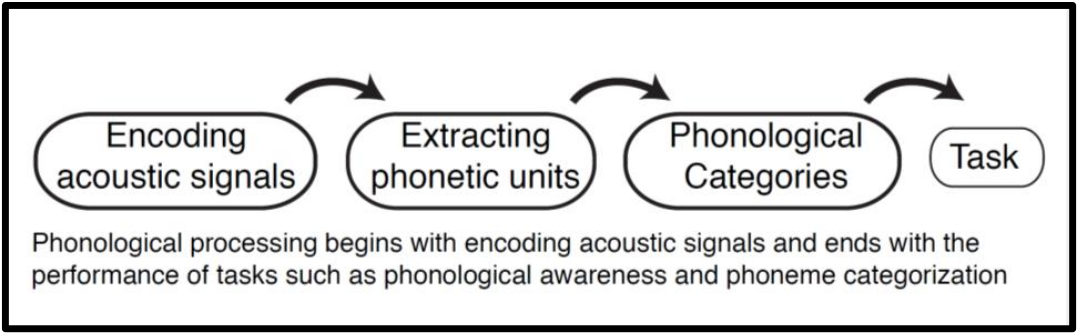 Encoding
acoustic signals
Extracting
phonetic units
Phonological
Categories
Task
Phonological processing begins with encoding acoustic signals and ends with the
performance of tasks such as phonological awareness and phoneme categorization